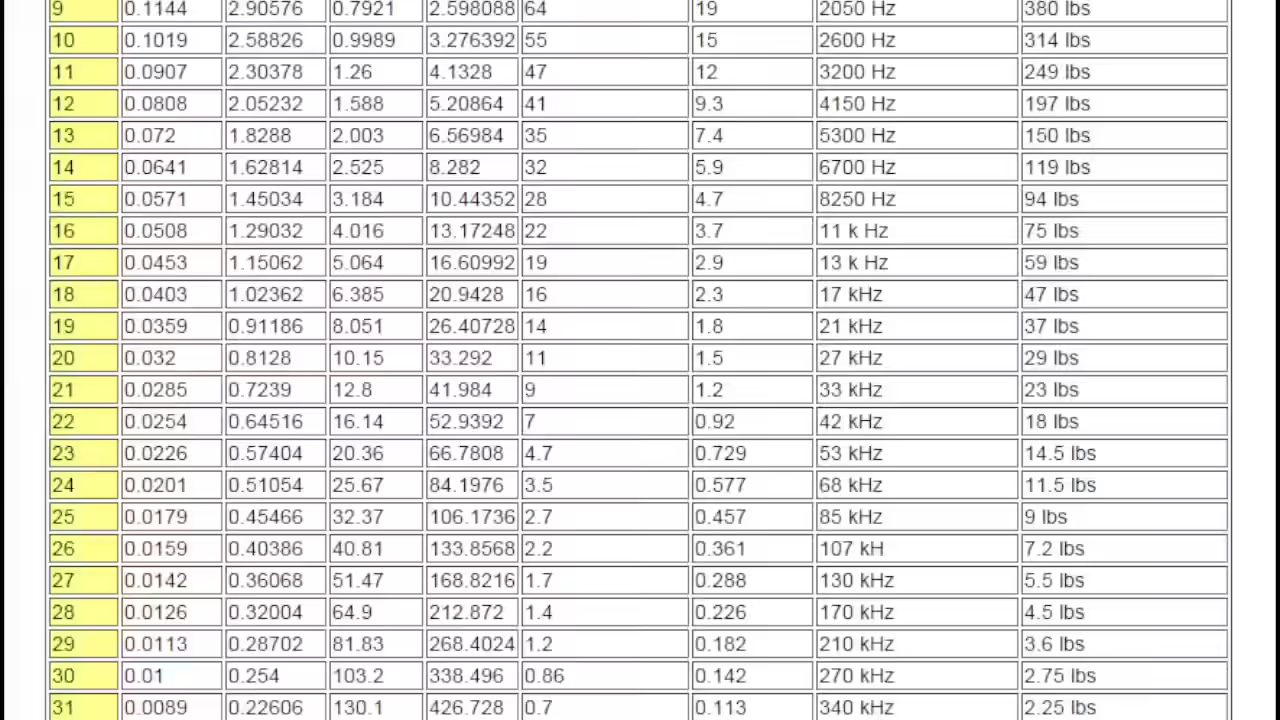 9 0.1144 2.90576 0.7921 2.598088 64 19 2050 Hz 380 lbs
10 0.1019 2.58826 0.9989 3.276392 55 15 2600 Hz 314 lbs
11 0.0907 2.30378 1.26 4.1328 47 12 3200 Hz 249 lbs
12 0.0808 2.05232 1.588 5.20864 41 9.3 4150 Hz 197 lbs
13 0.072 1.8288 2.003 6.56984 35 7.4 5300 Hz 150 lbs
14 0.0641 1.62814 2.525 8.282 32 5.9 6700 Hz 119 lbs
15 0.0571 1.45034 3.184 10.44352 28 4.7 8250 Hz 94 lbs
16 0.0508 1.29032 4.016 13.17248 22 3.7 11 k Hz 75 lbs
17 0.0453 1.15062 5.064 16.60992 19 2.9 13 k Hz 59 lbs
18 0.0403 1.02362 6.385 20.9428 16 2.3 17 kHz 47 lbs
19 0.0359 0.91186 8.051 26.40728 14 1.8 21 kHz 37 lbs
20 0.032 0.8128 10.15 33.292 11 1.5 27 kHz 29 lbs
21 0.0285 0.7239 12.8 41.984 9 1.2 33 kHz 23 lbs
22 0.0254 0.64516 16.14 52.9392 7 0.92 42 kHz 18 lbs
23 0.0226 0.57404 20.36 66.7808 4.7 0.729 53 kHz 14.5 lbs
24 0.0201 0.51054 25.67 84.1976 3.5 0.577 68 kHz 11.5 lbs
25 0.0179 0.45466 32.37 106.1736 2.7 0.457 85 kHz 9 lbs
26 0.0159 0.40386 40.81 133.8568 2.2 0.361 107 kH 7.2 lbs
27 0.0142 0.36068 51.47 168.8216 1.7 0.288 130 kHz 5.5 lbs
28 0.0126 0.32004 64.9 212.872 1.4 0.226 170 kHz 4.5 lbs
29 0.0113 0.28702 81.83 268.4024 1.2 0.182 210 kHz 3.6 lbs
30 0.01 0.254 103.2 338.496 0.86 0.142 270 kHz 2.75 lbs
31 0.0089 0.22606 130.1 426.728 0.7 0.113 340 kHz 2.25 lbs